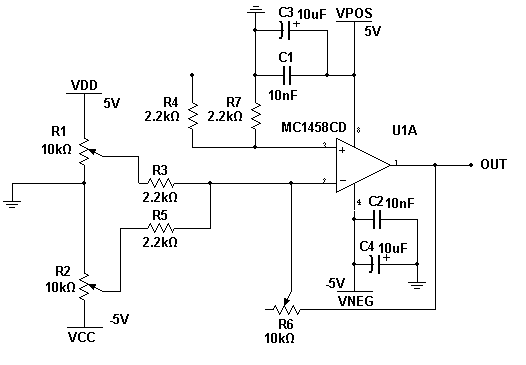 C3 10uF
+
VPOS
5V
C1
10nF
VDD
5V
R4
2.2kΩ
R7
2.2kΩ
MC1458CD
U1A
8
R1
10kΩ
3
+
1
OUT
R3
2.2kΩ
2
−
R5
2.2kΩ
4
C2 10nF
C4 10uF
+
R2
10kΩ
-5V
VNEG
-5V
VCC
R6
10kΩ